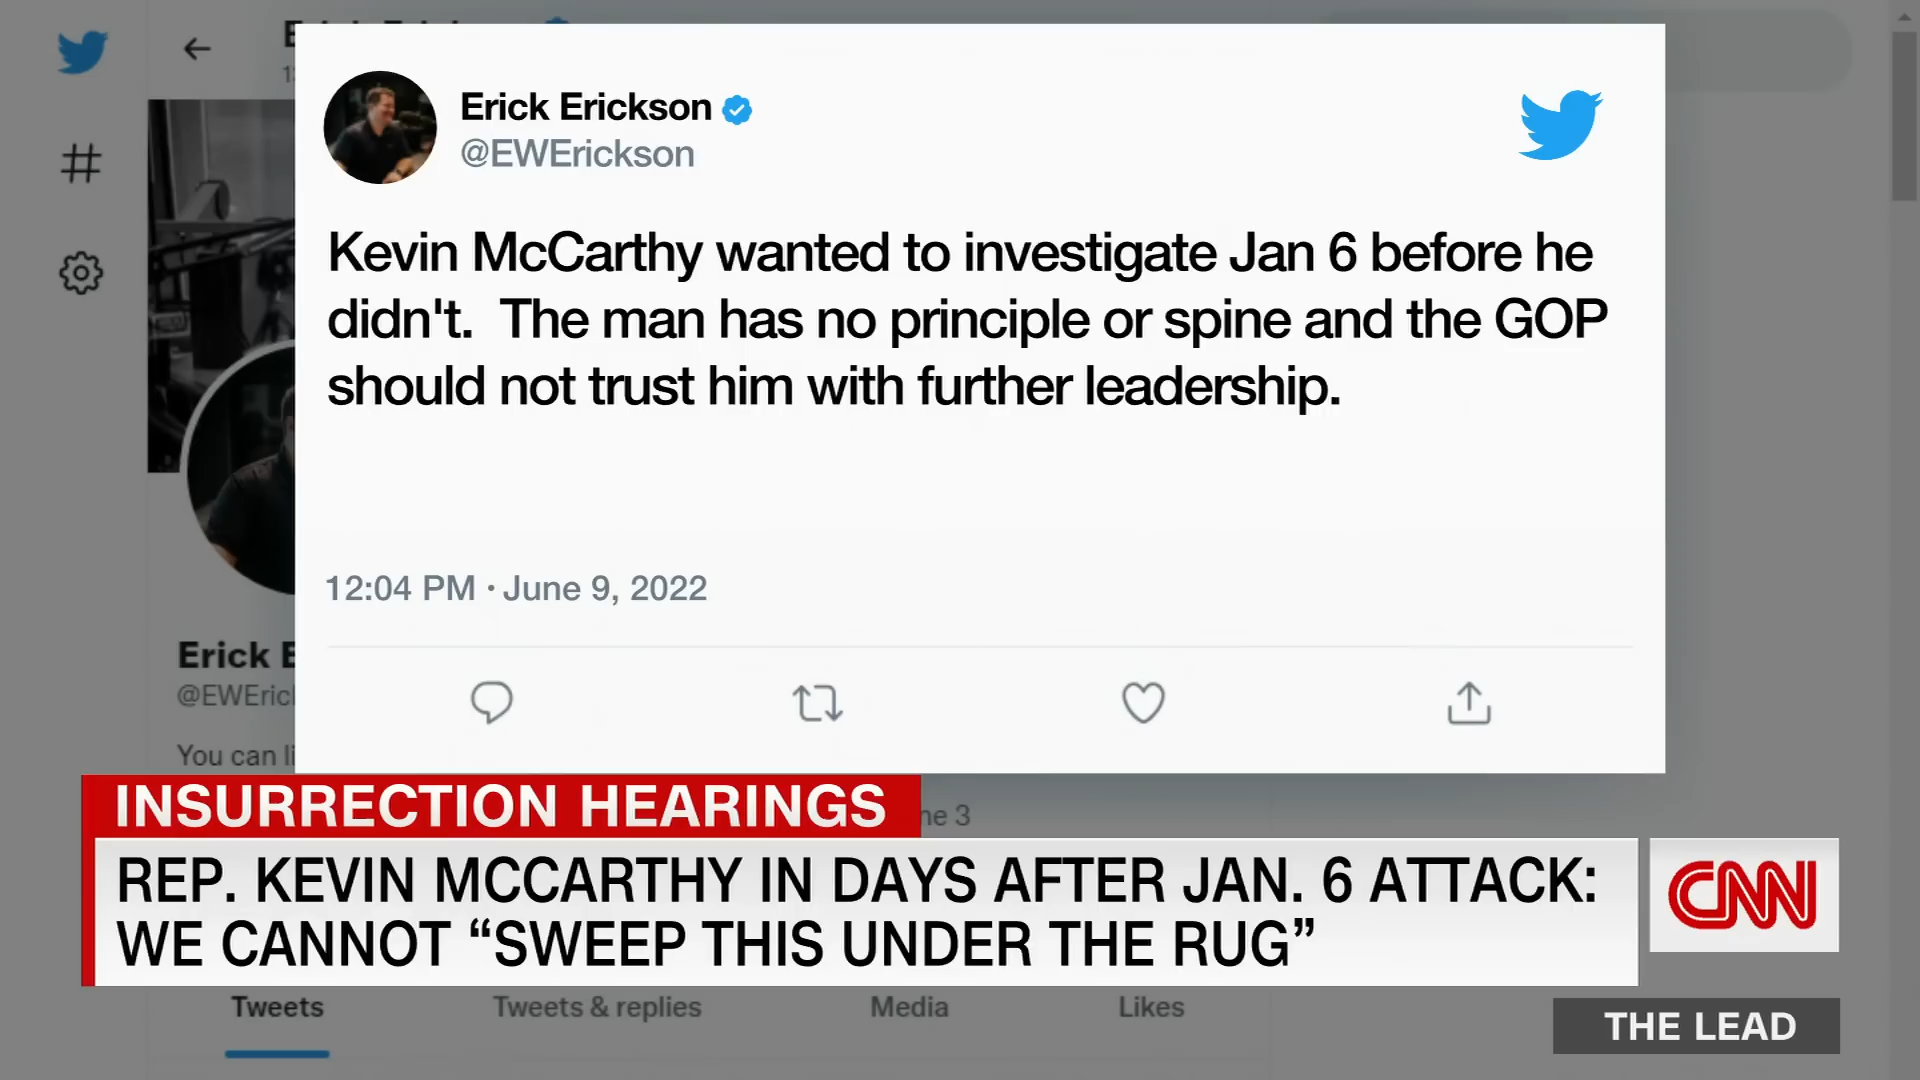 Erick Erickson
@EWErickson
Kevin McCarthy wanted to investigate Jan 6 before he
didn't. The man has no principle or spine and the GOP
should not trust him with further leadership.
12:04 PM · June 9, 2022
Erick E
@EWEric
You can li
ne 3
INSURRECTION HEARINGS
REP. KEVIN MCCARTHY IN DAYS AFTER JAN. 6 ATTACK:
WE CANNOT “SWEEP THIS UNDER THE RUG”
CNN
Tweets Tweets & replies Media Likes
THE LEAD